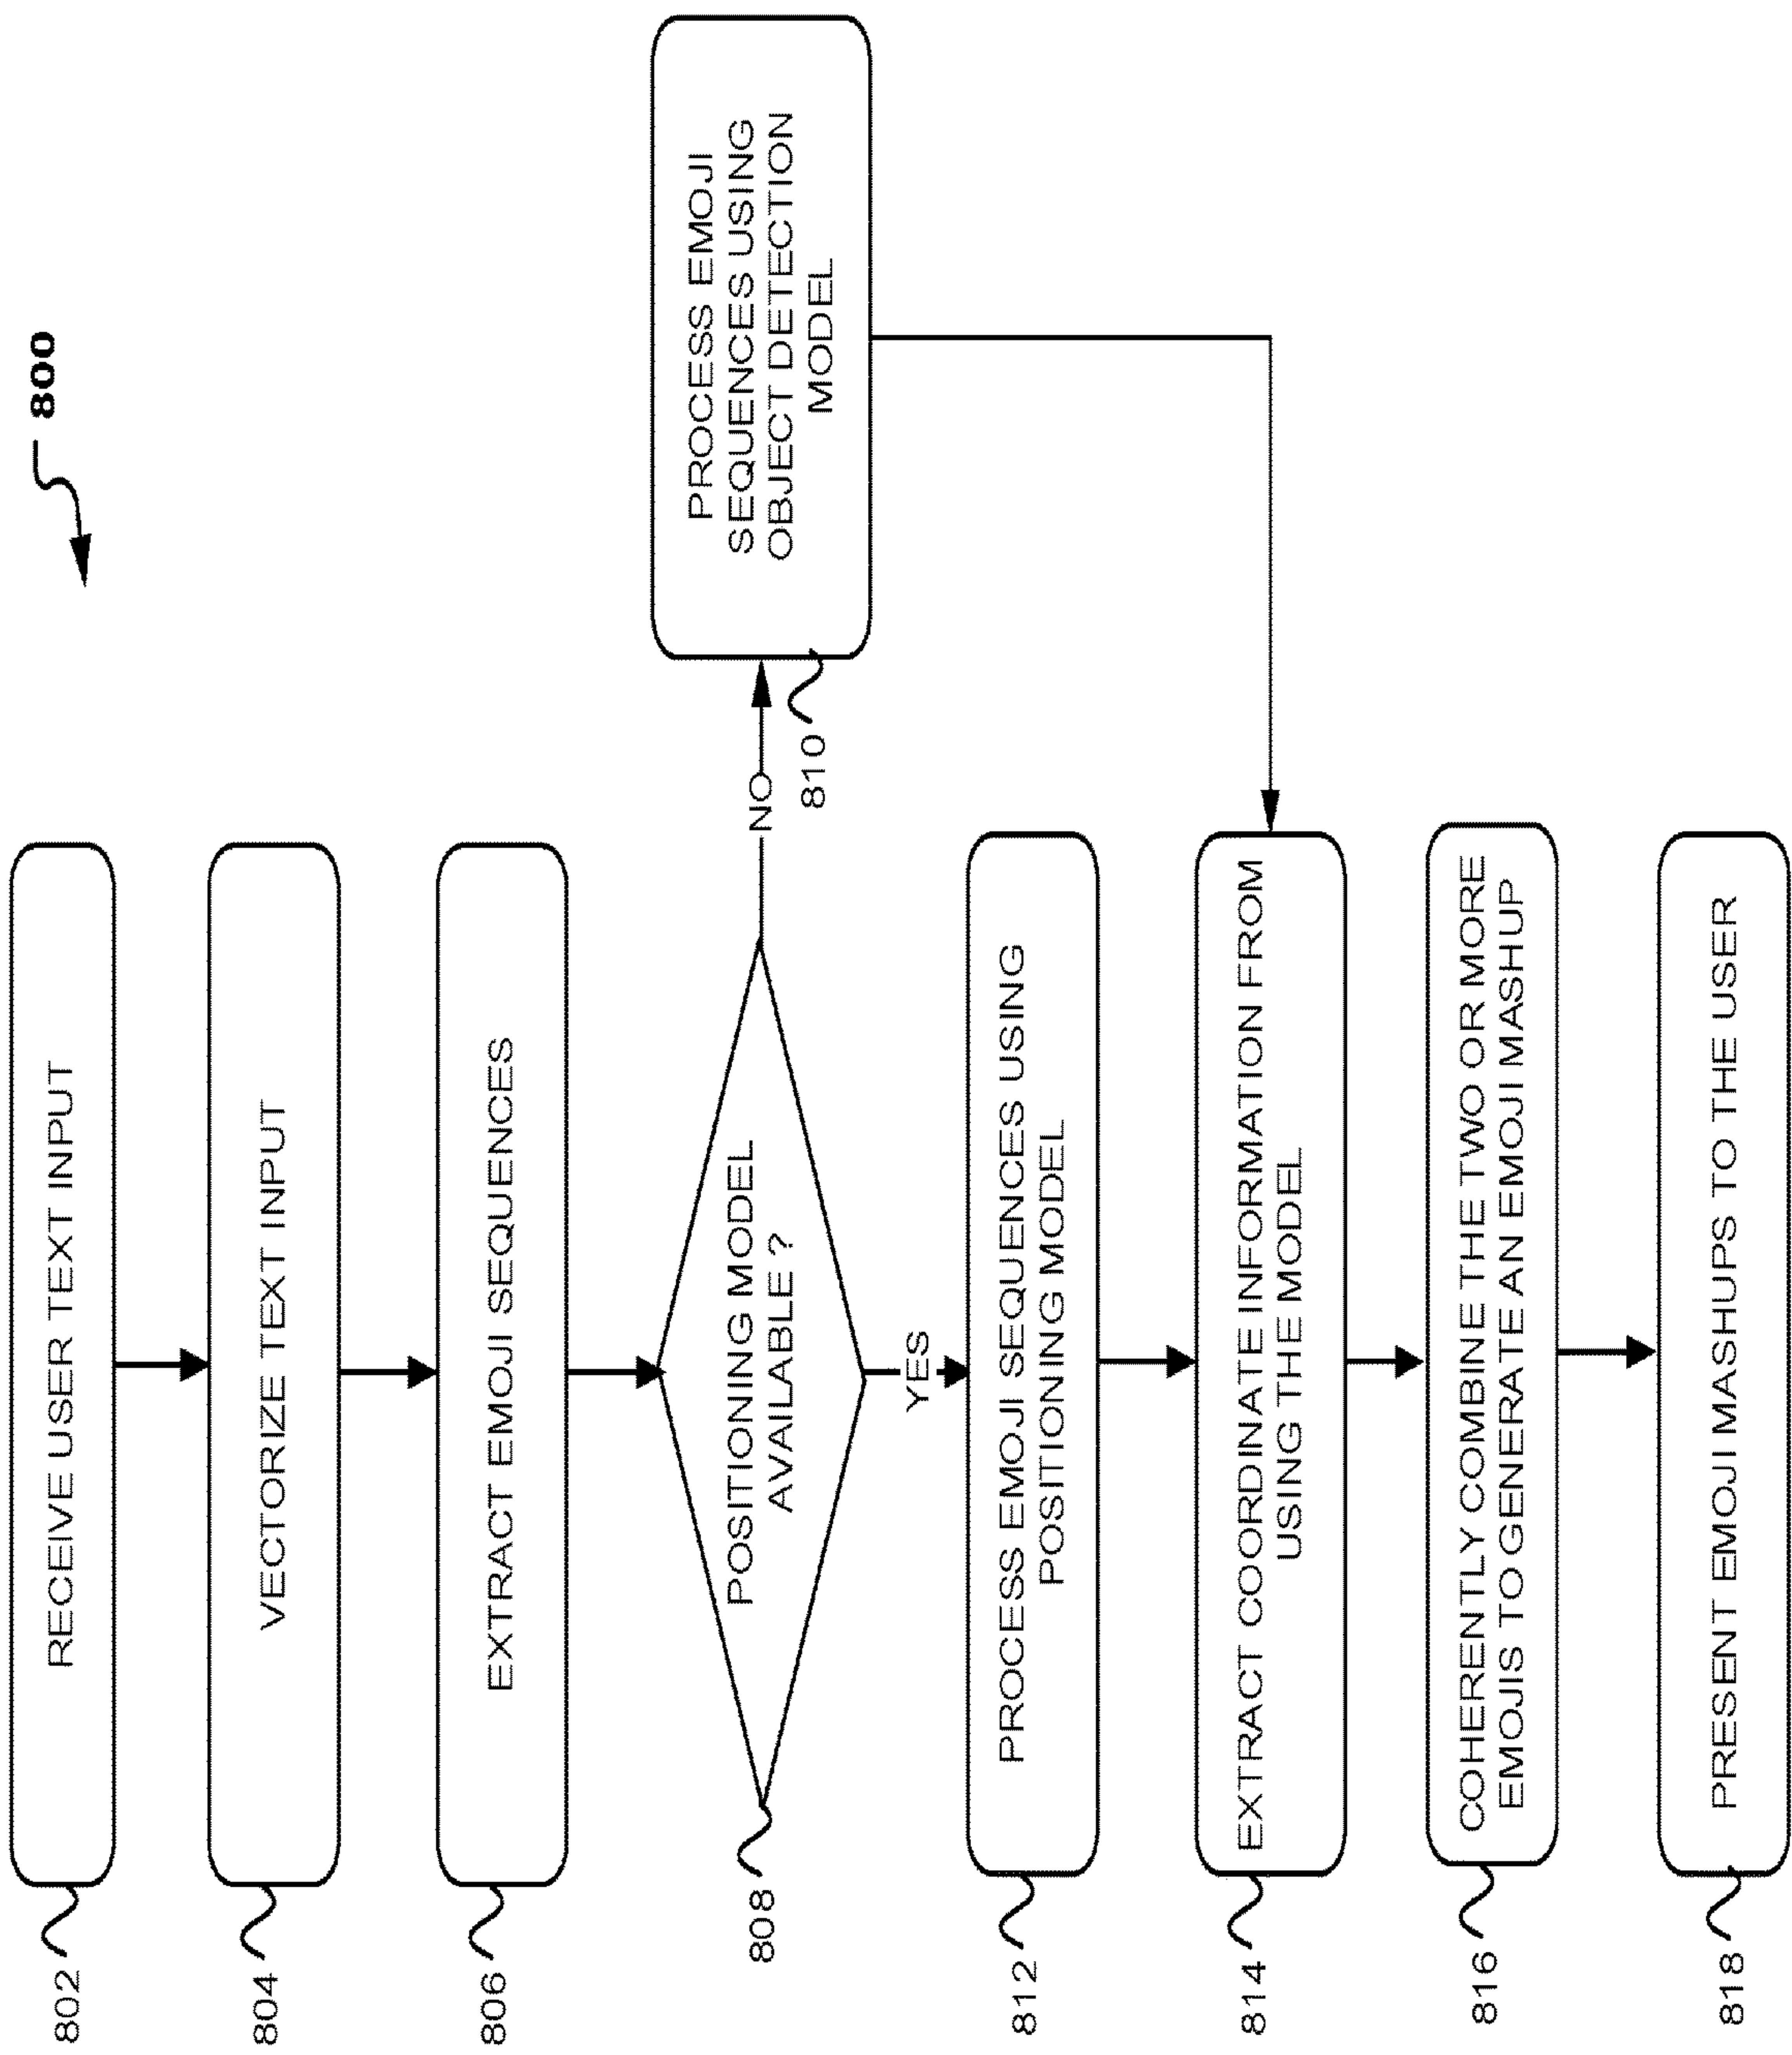 800
802
RECEIVE USER TEXT INPUT
804
VECTORIZE TEXT INPUT
806
EXTRACT EMOJI SEQUENCES
808
POSITIONING MODEL
AVAILABLE ?
NO
810
PROCESS EMOJI
SEQUENCES USING
OBJECT DETECTION
MODEL
YES
812
PROCESS EMOJI SEQUENCES USING
POSITIONING MODEL
814
EXTRACT COORDINATE INFORMATION FROM
USING THE MODEL
816
COHERENTLY COMBINE THE TWO OR MORE
EMOJIS TO GENERATE AN EMOJI MASHUP
818
PRESENT EMOJI MASHUPS TO THE USER